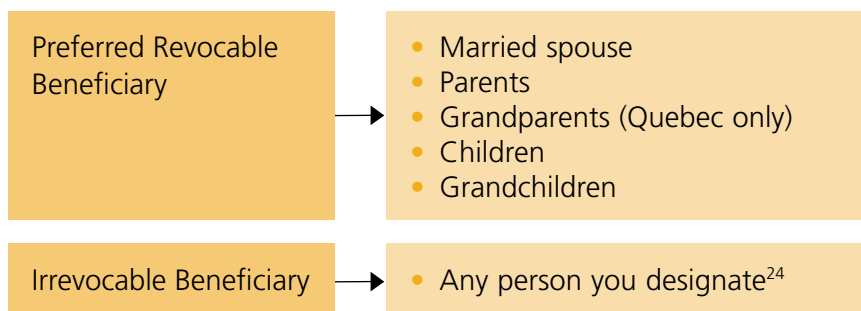 Preferred Revocable
Beneficiary
• Married spouse
• Parents
• Grandparents (Quebec only)
• Children
• Grandchildren
Irrevocable Beneficiary
• Any person you designate24